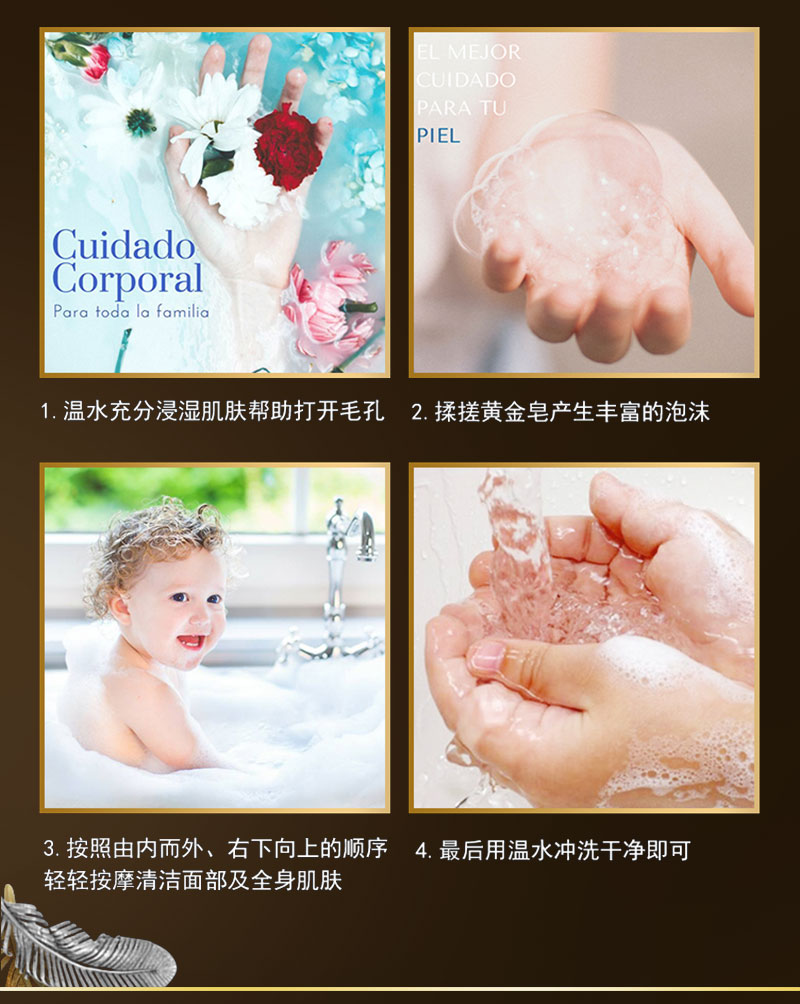 Cuidado
Corporal
Para toda la familia
EL MEJOR
CUIDADO
PARA TU
PIEL
1.温水充分浸湿肌肤帮助打开毛孔
2.揉搓黄金皂产生丰富的泡沫
3.按照由内而外、右下向上的顺序
轻轻按摩清洁面部及全身肌肤
4.最后用温水冲洗干净即可